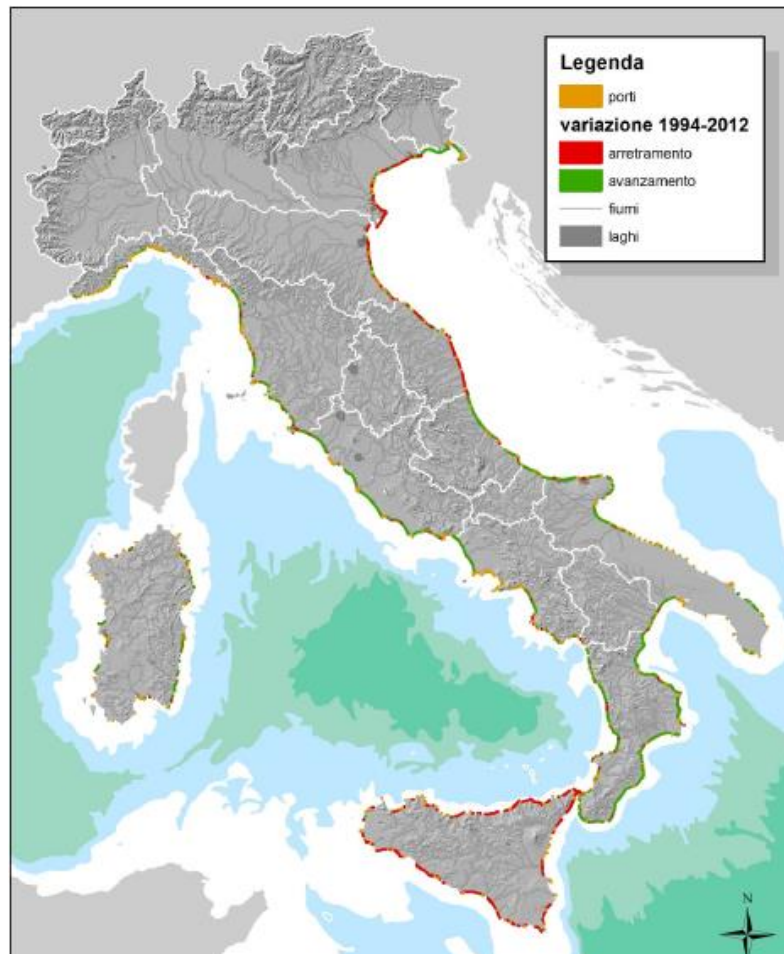 Legenda
porti
variazione 1994-2012
arretramento
avanzamento
fiumi
laghi
N